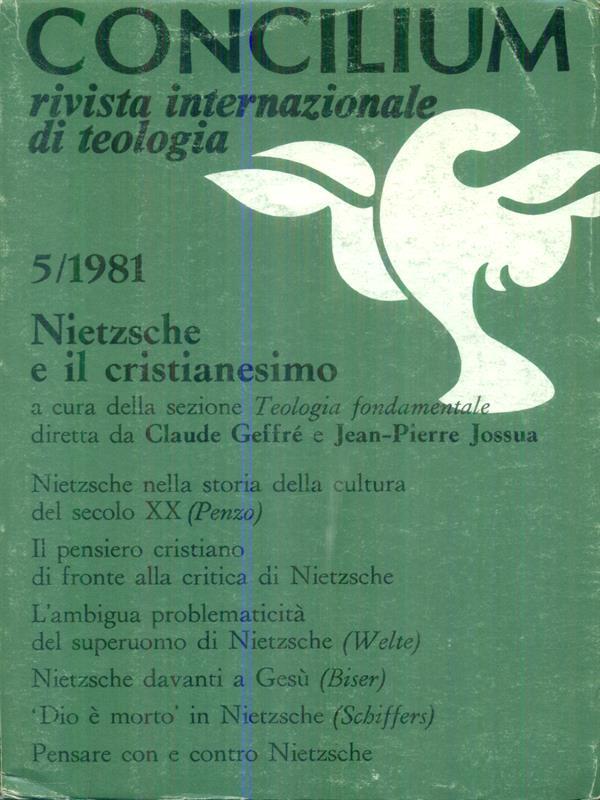 CONCILIUM
rivista internazionale
di teologia
5/1981
Nietzsche
e il cristianesimo
a cura della sezione Teologia fondamentale
diretta da Claude Geffré e Jean-Pierre Jossua
Nietzsche nella storia della cultura
del secolo XX (Penzo)
Il pensiero cristiano
di fronte alla critica di Nietzsche
L'ambigua problematicità
del superuomo di Nietzsche (Welte)
Nietzsche davanti a Gesù (Biser)
'Dio è morto' in Nietzsche (Schiffers)
Pensare con e contro Nietzsche